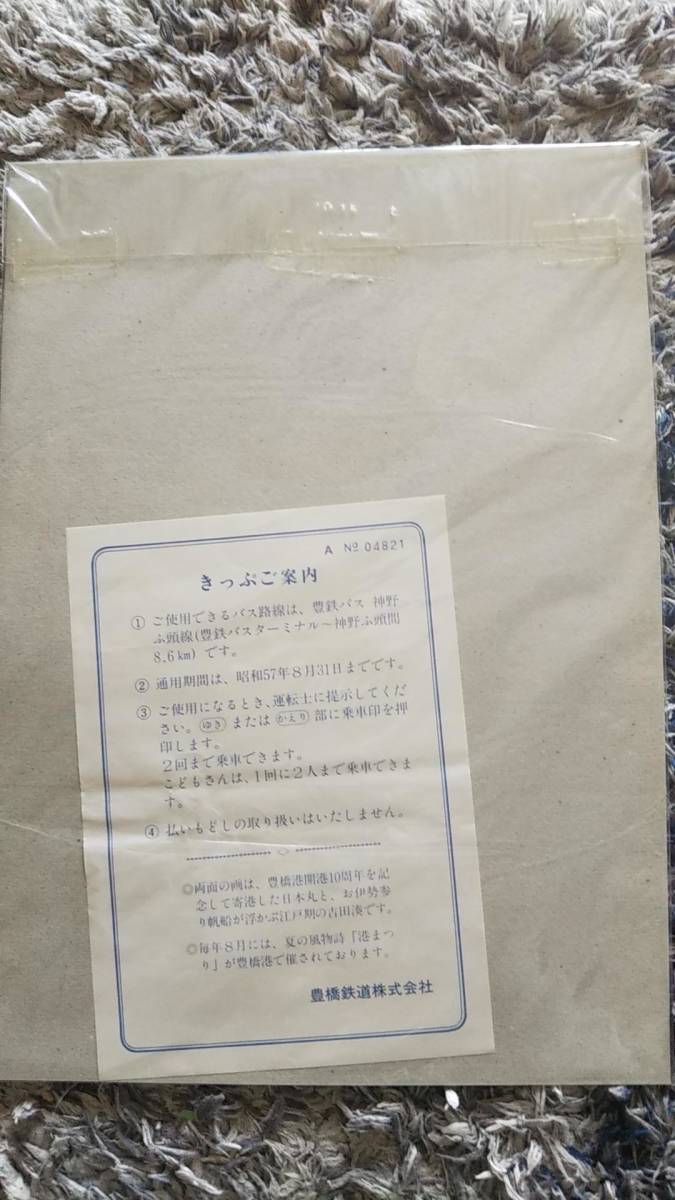 A № 04821
きっぷご案内
① ご使用できるバス路線は、豊鉄バス 神野
ふ頭線(豊鉄バスターミナル〜神野ふ頭間
8.6km) です。
② 通用期間は、昭和57年8月31日までです。
③ ご使用になるとき、運転士に提示してくだ
さい。ゆき または かえり 部に乗車印を押
印します。
2回まで乗車できます。
こどもさんは、1回に2人まで乗車できま
す。
④ 払いもどしの取り扱いはいたしません。
◎両面の画は、豊橋港開港10周年を記
念して寄港した日本丸と、お伊勢参
り帆船が浮かぶ江戸期の吉田湊です。
◎毎年8月には、夏の風物詩「港まつ
り」が豊橋港で催されております。
豊橋鉄道株式会社